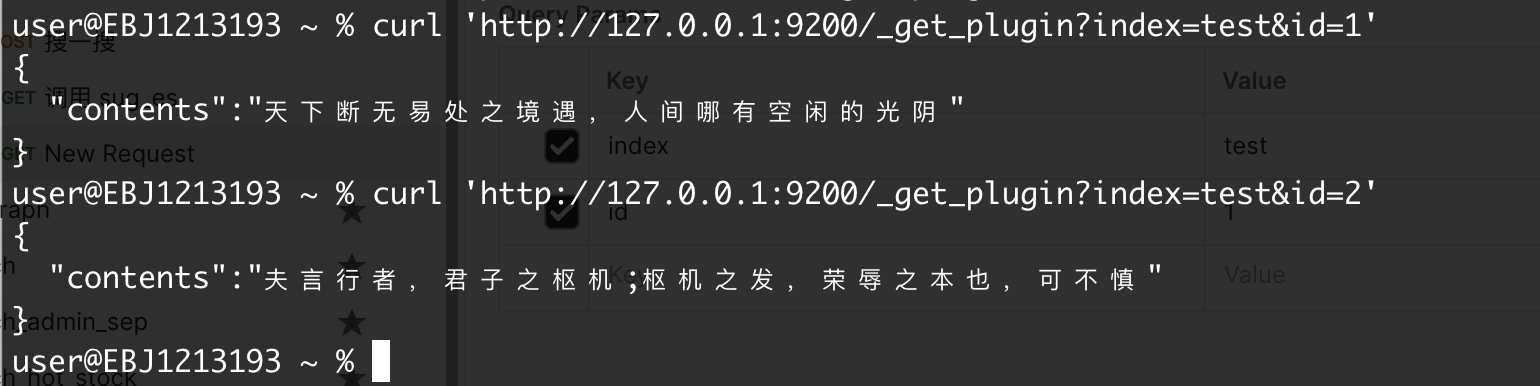 user@EBJ1213193 ~ % curl 'http://127.0.0.1:9200/_get_plugin?index=test&id=1'
{
"contents":"天下断无易处之境遇，人间哪有空闲的光阴"
}
user@EBJ1213193 ~ % curl 'http://127.0.0.1:9200/_get_plugin?index=test&id=2'
{
"contents":"夫言行者，君子之枢机;枢机之发，荣辱之本也，可不慎"
}
user@EBJ1213193 ~ %
Query Params
搜一搜
Key Value
GET 调用 sug_es
index test
GET New Request
id 1
raph
Key Value
h_admin_sep
h_hot_stock